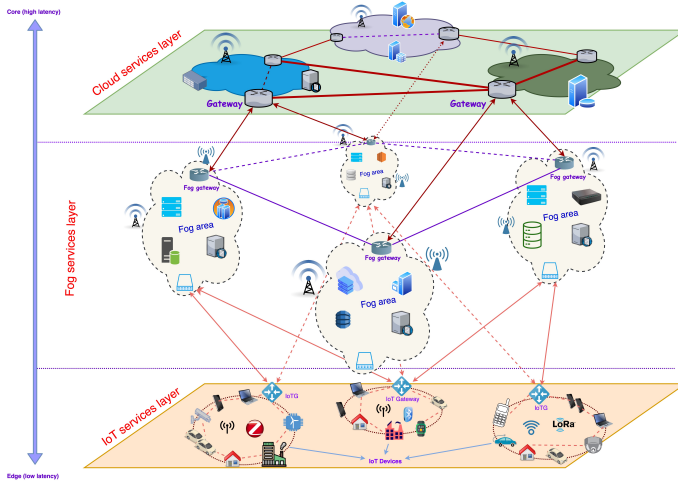 Core (high latency)
Cloud services layer
Gateway
Gateway
Fog services layer
Fog gateway
Fog area
Fog area
Fog gateway
Fog area
Fog gateway
Fog area
IoT services layer
IoTG
IoT Gateway
IoTG
LoRa
IoT Devices
Edge (low latency)